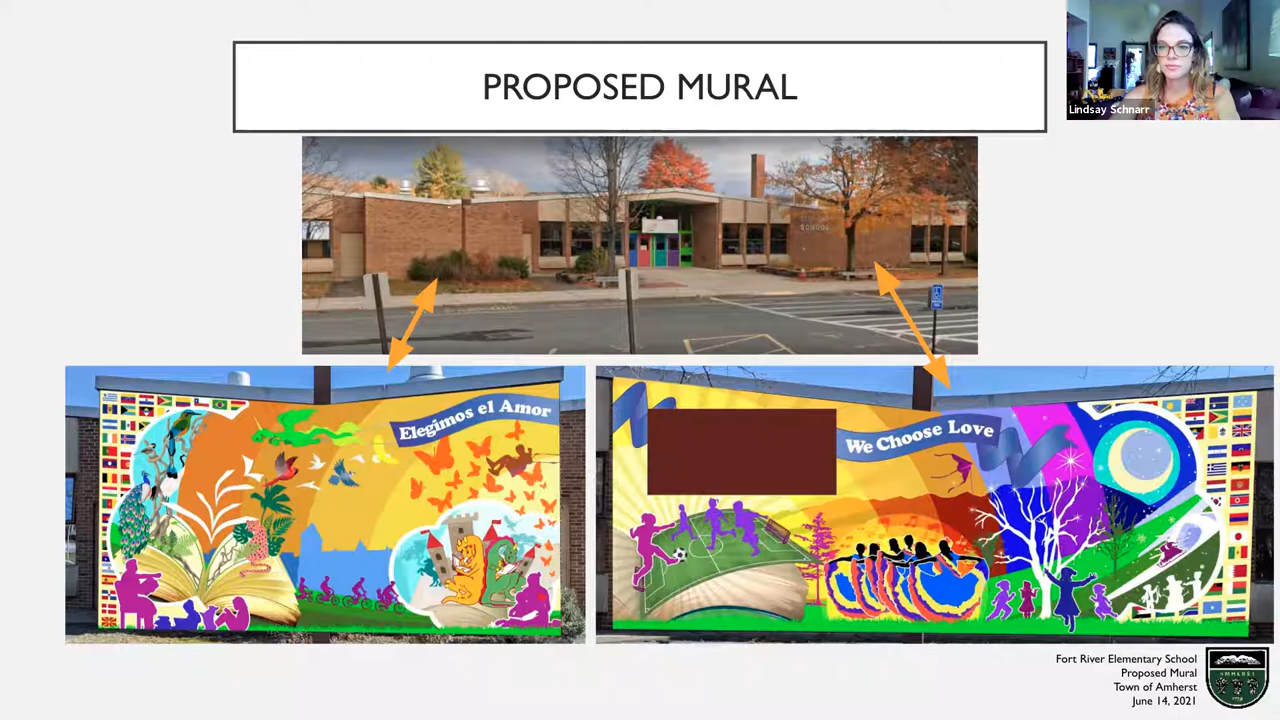 PROPOSED MURAL
Lindsay Schnarr
SCHOOL
Elegimos el Amor
We Choose Love
Fort River Elementary School
Proposed Mural
Town of Amherst
June 14, 2021